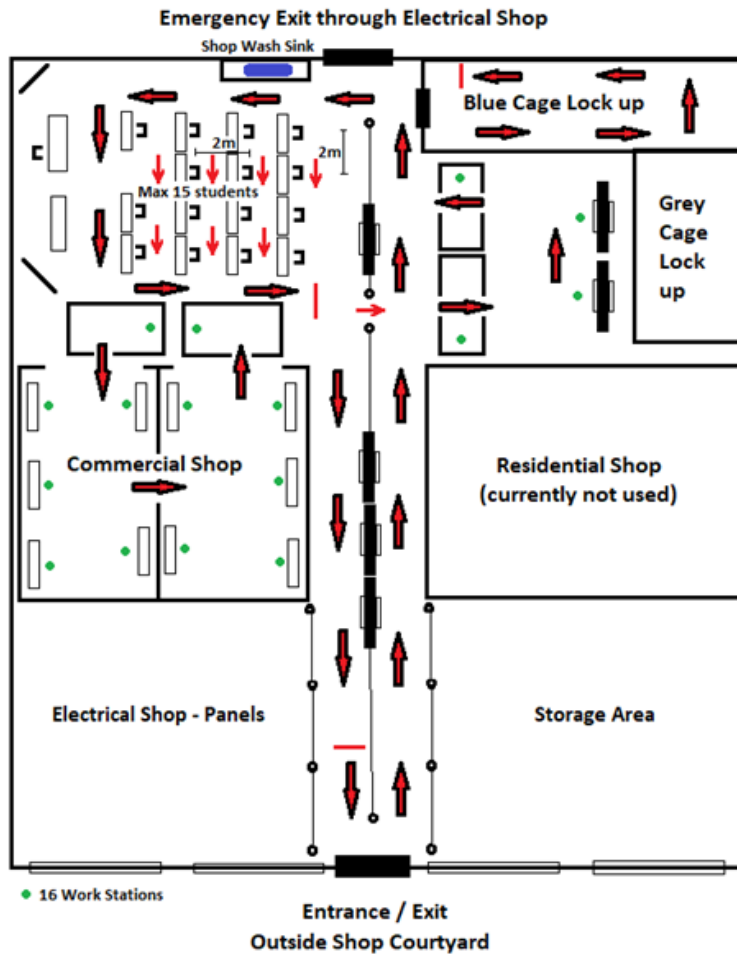 Emergency Exit through Electrical Shop
Shop Wash Sink
Blue Cage Lock up
2m
2m
Max 15 students
Grey
Cage
Lock
up
Commercial Shop
Residential Shop
(currently not used)
Electrical Shop - Panels
Storage Area
16 Work Stations
Entrance / Exit
Outside Shop Courtyard